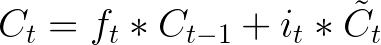 $C_t = f_t * C_{t-1} + i_t * \tilde{C}_t$